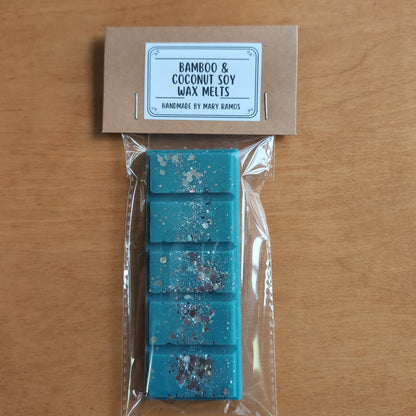 BAMBOO &
COCONUT SOY
WAX MELTS
HANDMADE BY MARY RAMOS